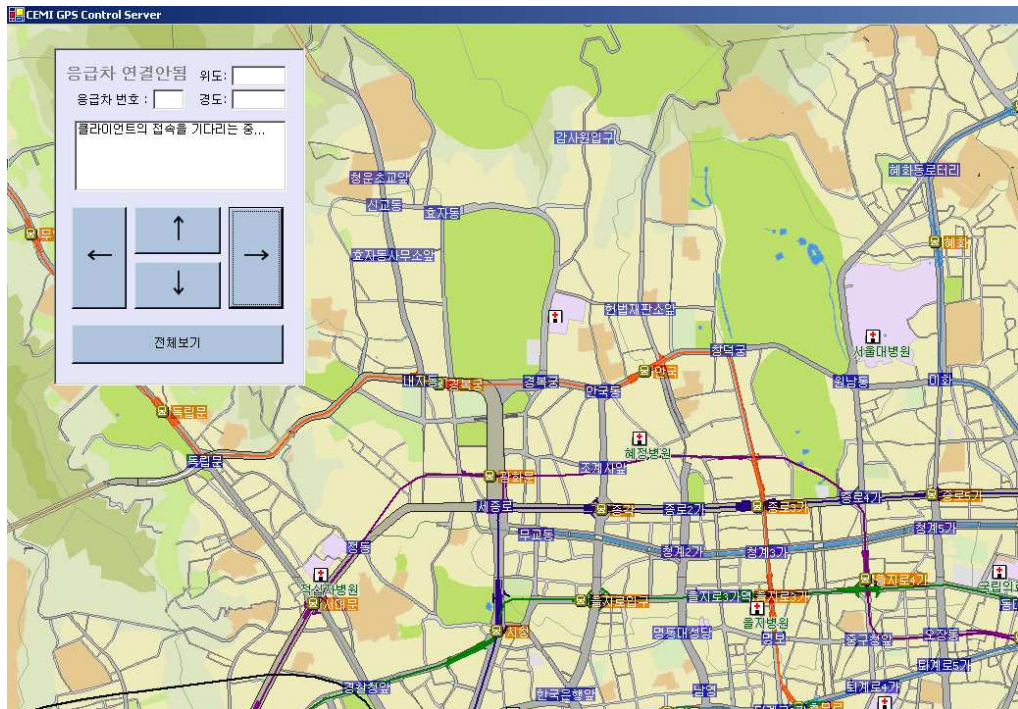 CEMI GPS Control Server
응급차 연결안됨
위도:
응급차 번호 :
경도:
클라이언트의 접속을 기다리는 중...
←
↑
↓
→
전체보기
감사원입구
혜화동로터리
청운초교앞
신교동
효자동
혜화
효자동사무소앞
헌법재판소앞
창덕궁
서울대병원
내자동
경복궁
경복궁
안국
안국동
원남동
이화
독립문
독립문
혜정병원
조계사앞
광화문
세종로
종각
종로2가
종로3가
종로4가
종로5가
무교동
청계2가
청계3가
청계5가
정동
적십자병원
서대문
을지로입구
을지로3가역
을지로3가
을지로4가
을지병원
시청
명동대성당
명보
중구청앞
오장동
퇴계로5가
경찰청앞
한국은행앞
남영
퇴계로4가
충무로